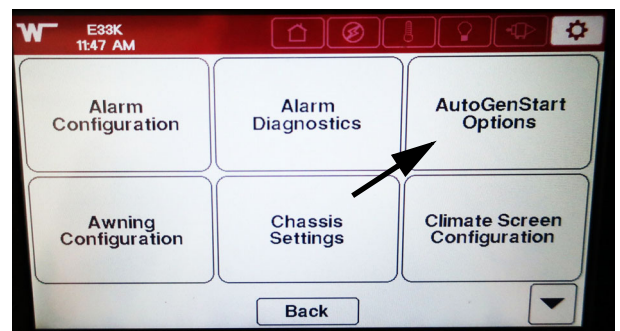 E33K
11:47 AM
Alarm
Configuration
Alarm
Diagnostics
AutoGenStart
Options
Awning
Configuration
Chassis
Settings
Climate Screen
Configuration
Back